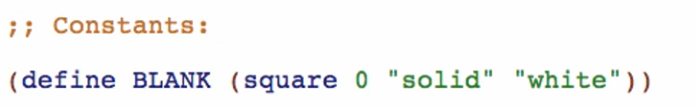 ;; Constants:
(define BLANK (square 0 "solid" "white"))